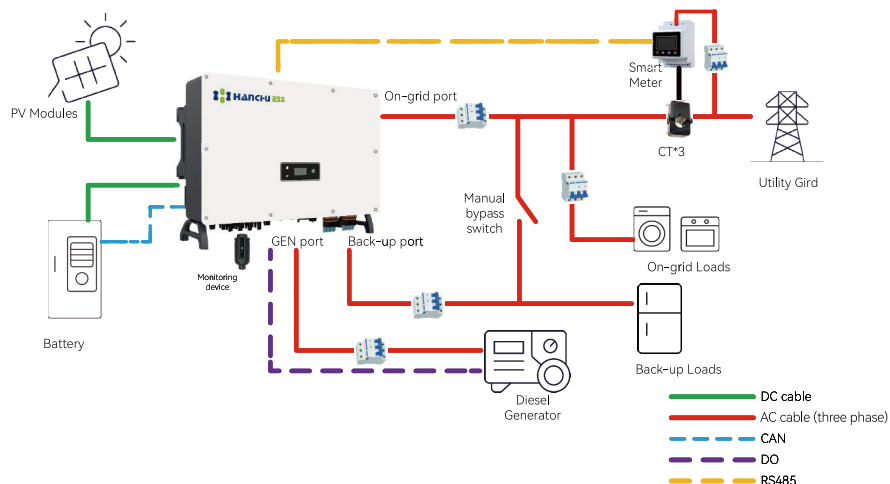 HANCHU ESS
On-grid port
Smart
Meter
PV Modules
CT*3
Utility Gird
Manual
bypass
switch
GEN port
Back-up port
Monitoring
device
On-grid Loads
Battery
Back-up Loads
Diesel
Generator
DC cable
AC cable (three phase)
CAN
DO
RS485